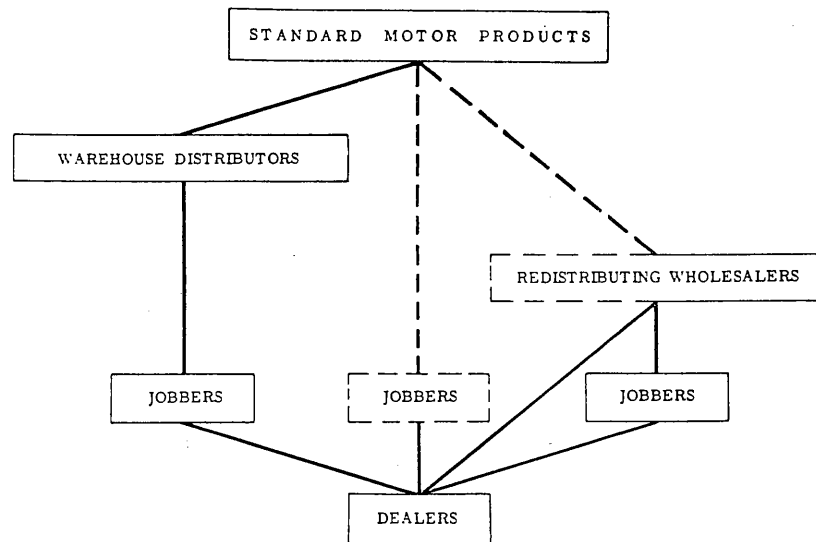 STANDARD MOTOR PRODUCTS
WAREHOUSE DISTRIBUTORS
REDISTRIBUTING WHOLESALERS
JOBBERS
JOBBERS
JOBBERS
DEALERS